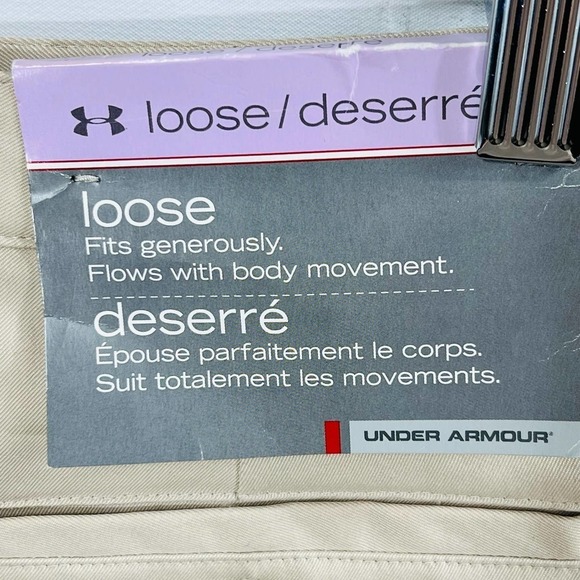 loose / deserré
loose
Fits generously.
Flows with body movement.
deserré
Épouse parfaitement le corps.
Suit totalement les movements.
UNDER ARMOUR®